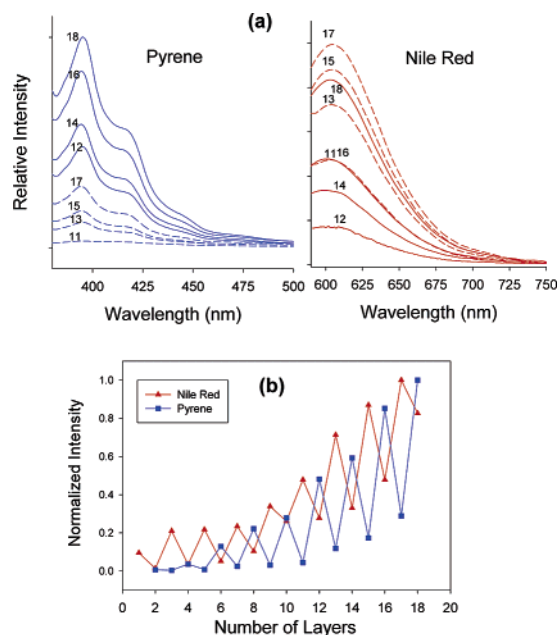 (a)
Pyrene
Nile Red
Relative Intensity
18
16
14
12
17
15
13
11
17
15
18
13
1116
14
12
400 425 450 475 500
600 625 650 675 700 725 750
Wavelength (nm)
Wavelength (nm)
(b)
Nile Red
Pyrene
Normalized Intensity
1.0
0.8
0.6
0.4
0.2
0.0
0 2 4 6 8 10 12 14 16 18 20
Number of Layers